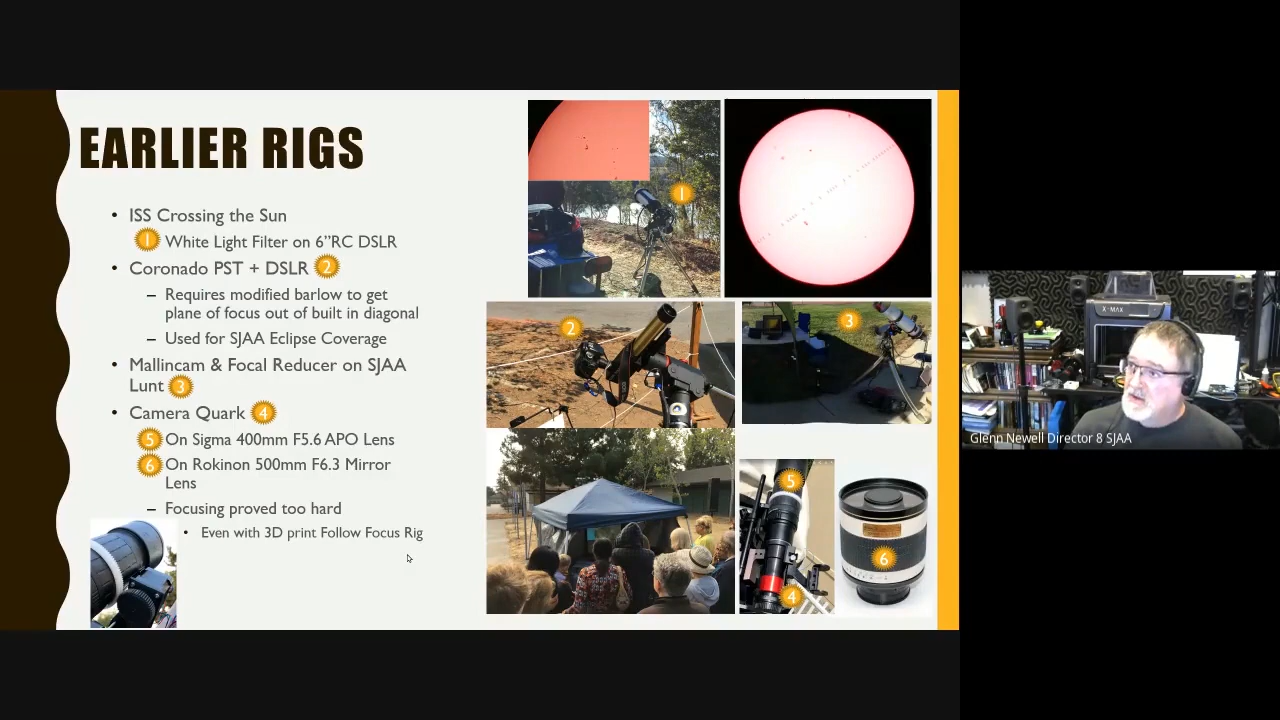 EARLIER RIGS
• ISS Crossing the Sun
1 White Light Filter on 6”RC DSLR
• Coronado PST + DSLR 2
– Requires modified barlow to get
plane of focus out of built in diagonal
– Used for SJAA Eclipse Coverage
• Mallincam & Focal Reducer on SJAA
Lunt 3
• Camera Quark 4
5 On Sigma 400mm F5.6 APO Lens
6 On Rokinon 500mm F6.3 Mirror
Lens
– Focusing proved too hard
• Even with 3D print Follow Focus Rig
1
2
3
5
4
6
X-MAX
Glenn Newell Director 8 SJAA